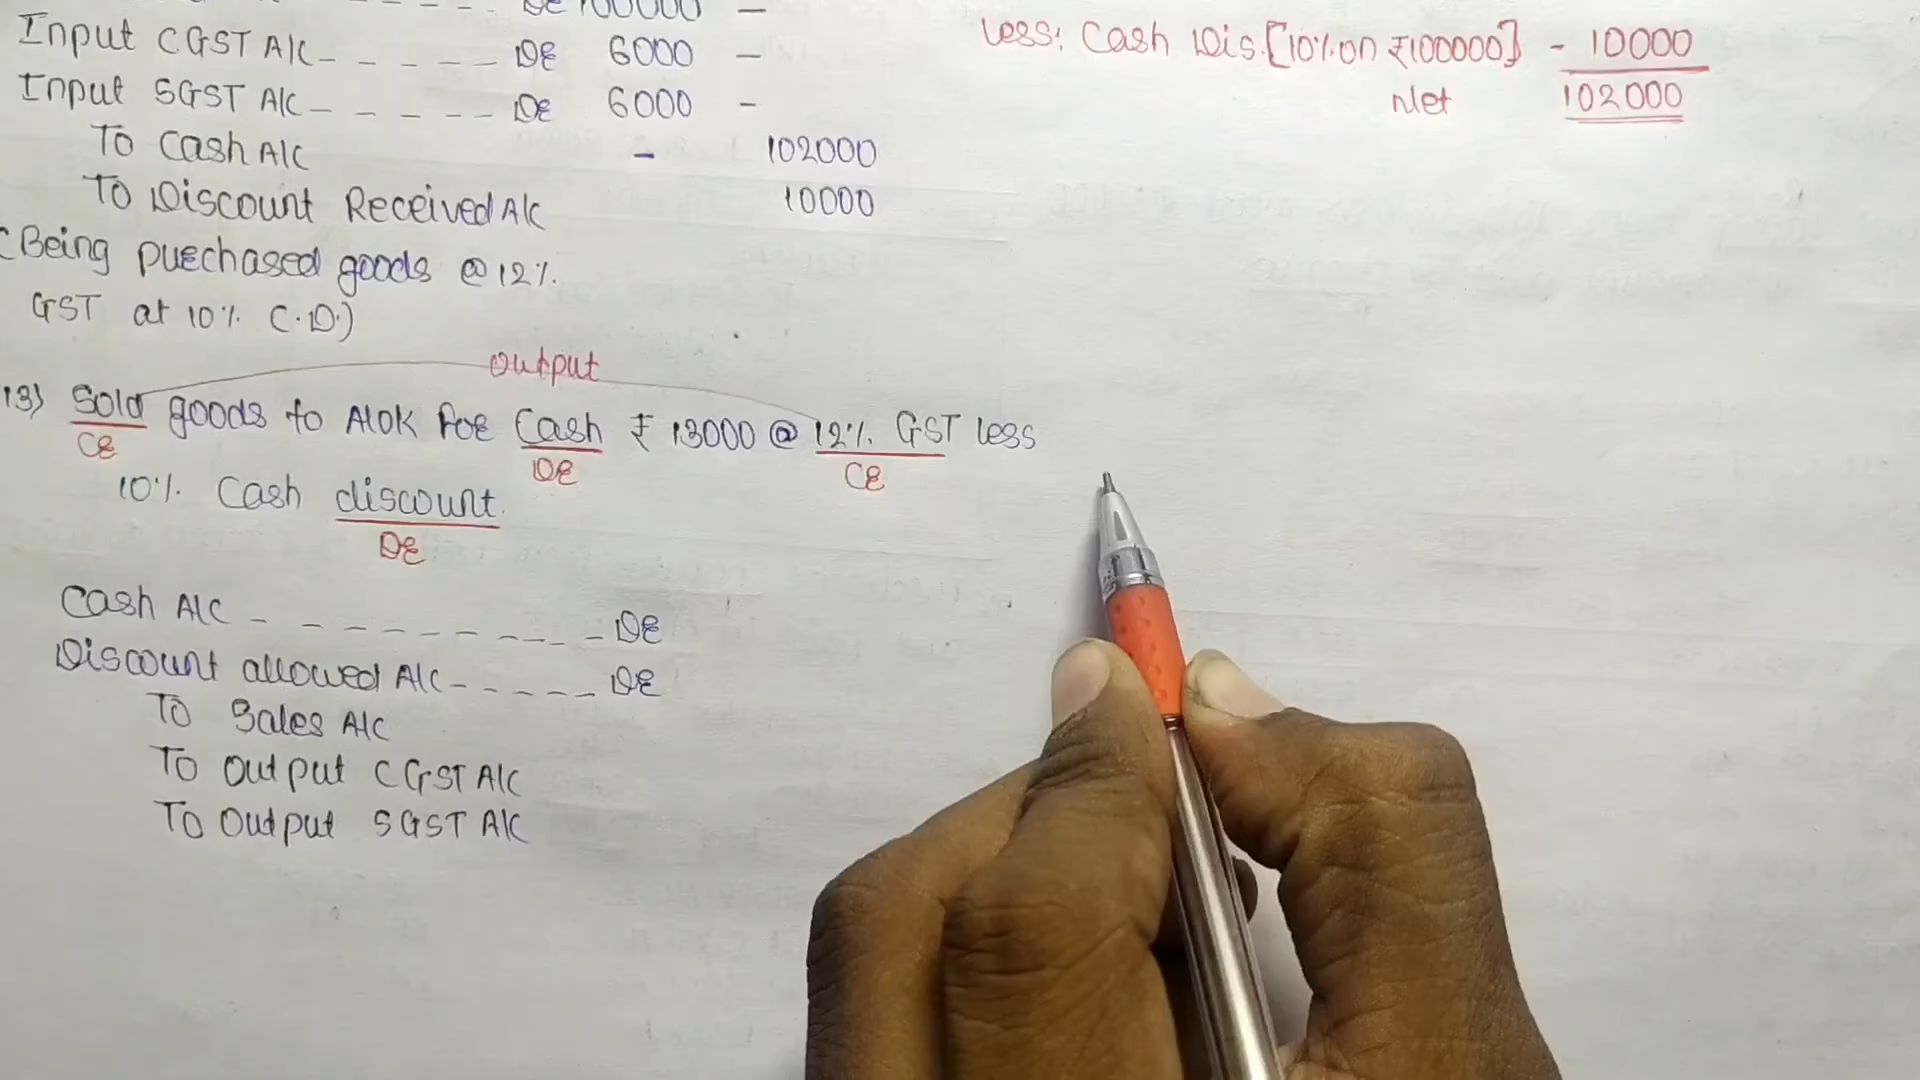 100000 -
Input CGST A/C - - - - - Dr 6000 -
Input SGST A/C - - - - - Dr 6000 -
To Cash A/C - 102000
To Discount Received A/C 10000
(Being purchased goods @ 12%.
GST at 10% C.D.)
Less: Cash Dis. [10% on ₹100000] - 10000
Net 102000
Output
13) Sold goods to Alok for Cash ₹ 13000 @ 12% GST less
Cr Dr Cr
10% Cash discount.
Dr
Cash A/C - - - - - - - - - - Dr
Discount allowed A/C - - - - - - Dr
To Sales A/C
To Output CGST A/C
To Output SGST A/C